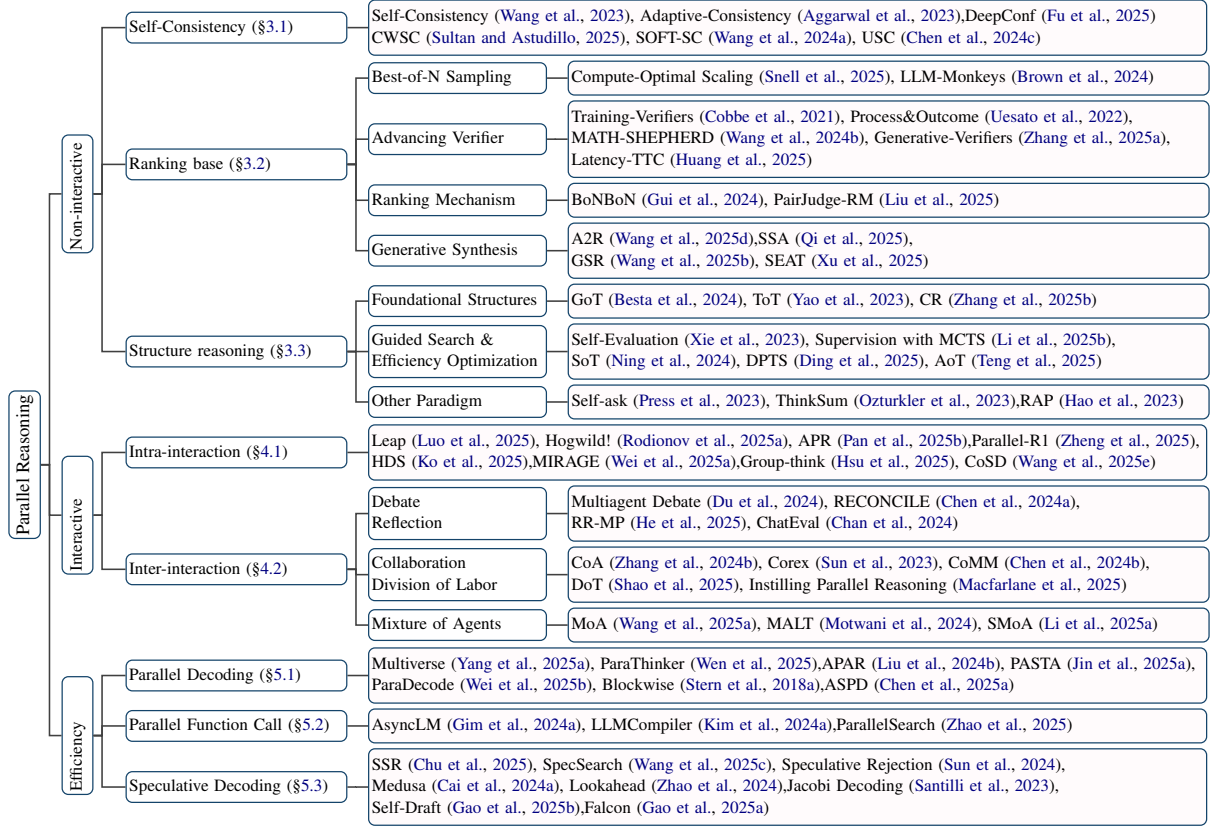 Parallel Reasoning
Non-interactive
Self-Consistency (§3.1)
Self-Consistency (Wang et al., 2023), Adaptive-Consistency (Aggarwal et al., 2023),DeepConf (Fu et al., 2025)
CWSC (Sultan and Astudillo, 2025), SOFT-SC (Wang et al., 2024a), USC (Chen et al., 2024c)
Ranking base (§3.2)
Best-of-N Sampling
Compute-Optimal Scaling (Snell et al., 2025), LLM-Monkeys (Brown et al., 2024)
Advancing Verifier
Training-Verifiers (Cobbe et al., 2021), Process&Outcome (Uesato et al., 2022),
MATH-SHEPHERD (Wang et al., 2024b), Generative-Verifiers (Zhang et al., 2025a),
Latency-TTC (Huang et al., 2025)
Ranking Mechanism
BoNBoN (Gui et al., 2024), PairJudge-RM (Liu et al., 2025)
Generative Synthesis
A2R (Wang et al., 2025d),SSA (Qi et al., 2025),
GSR (Wang et al., 2025b), SEAT (Xu et al., 2025)
Structure reasoning (§3.3)
Foundational Structures
GoT (Besta et al., 2024), ToT (Yao et al., 2023), CR (Zhang et al., 2025b)
Guided Search &
Efficiency Optimization
Self-Evaluation (Xie et al., 2023), Supervision with MCTS (Li et al., 2025b),
SoT (Ning et al., 2024), DPTS (Ding et al., 2025), AoT (Teng et al., 2025)
Other Paradigm
Self-ask (Press et al., 2023), ThinkSum (Ozturkler et al., 2023),RAP (Hao et al., 2023)
Interactive
Intra-interaction (§4.1)
Leap (Luo et al., 2025), Hogwild! (Rodionov et al., 2025a), APR (Pan et al., 2025b),Parallel-R1 (Zheng et al., 2025),
HDS (Ko et al., 2025),MIRAGE (Wei et al., 2025a),Group-think (Hsu et al., 2025), CoSD (Wang et al., 2025e)
Inter-interaction (§4.2)
Debate
Reflection
Multiagent Debate (Du et al., 2024), RECONCILE (Chen et al., 2024a),
RR-MP (He et al., 2025), ChatEval (Chan et al., 2024)
Collaboration
Division of Labor
CoA (Zhang et al., 2024b), Corex (Sun et al., 2023), CoMM (Chen et al., 2024b),
DoT (Shao et al., 2025), Instilling Parallel Reasoning (Macfarlane et al., 2025)
Mixture of Agents
MoA (Wang et al., 2025a), MALT (Motwani et al., 2024), SMoA (Li et al., 2025a)
Efficiency
Parallel Decoding (§5.1)
Multiverse (Yang et al., 2025a), ParaThinker (Wen et al., 2025),APAR (Liu et al., 2024b), PASTA (Jin et al., 2025a),
ParaDecode (Wei et al., 2025b), Blockwise (Stern et al., 2018a),ASPD (Chen et al., 2025a)
Parallel Function Call (§5.2)
AsyncLM (Gim et al., 2024a), LLMCompiler (Kim et al., 2024a),ParallelSearch (Zhao et al., 2025)
Speculative Decoding (§5.3)
SSR (Chu et al., 2025), SpecSearch (Wang et al., 2025c), Speculative Rejection (Sun et al., 2024),
Medusa (Cai et al., 2024a), Lookahead (Zhao et al., 2024),Jacobi Decoding (Santilli et al., 2023),
Self-Draft (Gao et al., 2025b),Falcon (Gao et al., 2025a)